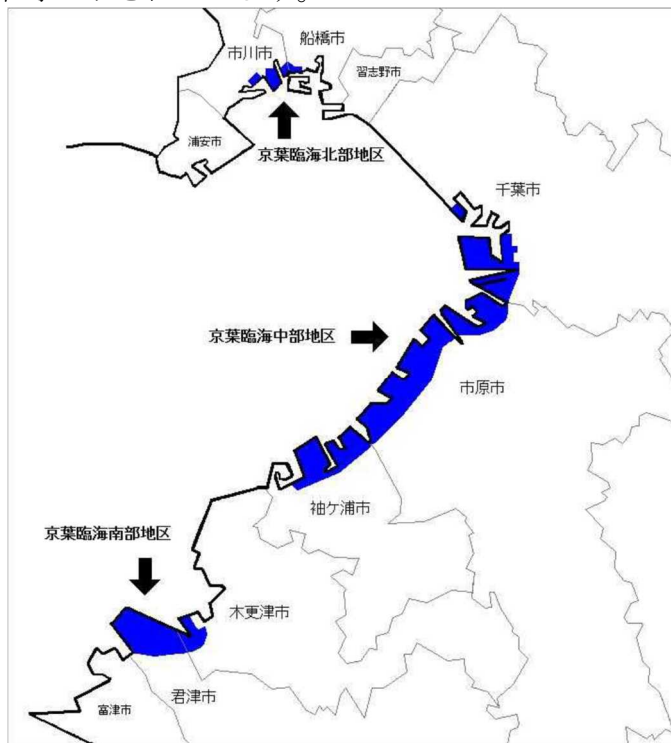 船橋市
市川市
習志野市
浦安市
京葉臨海北部地区
千葉市
京葉臨海中部地区
市原市
袖ケ浦市
京葉臨海南部地区
木更津市
君津市
富津市